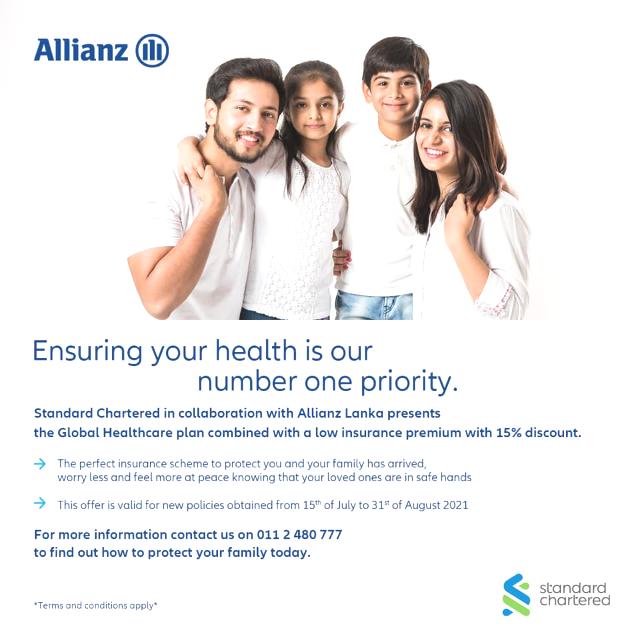 Allianz
Ensuring your health is our
number one priority.
Standard Chartered in collaboration with Allianz Lanka presents
the Global Healthcare plan combined with a low insurance premium with 15% discount.
The perfect insurance scheme to protect you and your family has arrived,
worry less and feel more at peace knowing that your loved ones are in safe hands
This offer is valid for new policies obtained from 15th of July to 31st of August 2021
For more information contact us on 011 2 480 777
to find out how to protect your family today.
standard
chartered
*Terms and conditions apply*